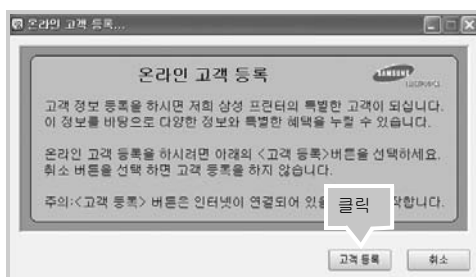 온라인 고객 등록...
온라인 고객 등록
SAMSUNG
ELECTRONICS
고객 정보 등록을 하시면 저희 삼성 프린터의 특별한 고객이 되십니다.
이 정보를 바탕으로 다양한 정보와 특별한 혜택을 누릴 수 있습니다.
온라인 고객 등록을 하시려면 아래의 <고객 등록>버튼을 선택하세요.
취소 버튼을 선택 하면 고객 등록을 하지 않습니다.
주의:<고객 등록> 버튼은 인터넷이 연결되어 있을
작합니다.
클릭
고객 등록
취소